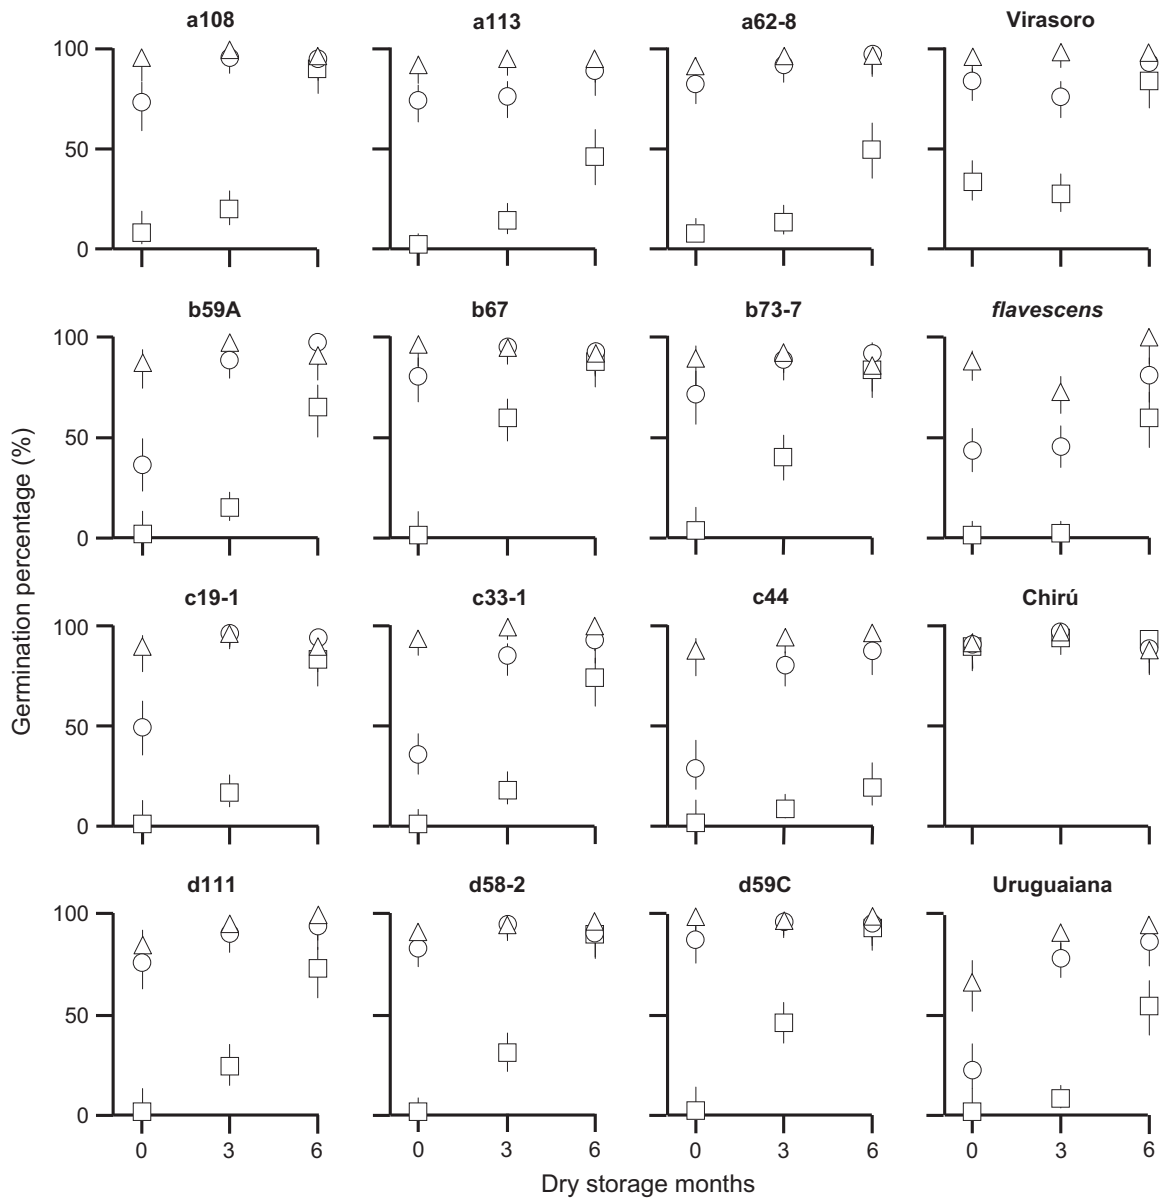 a108 a113 a62-8 Virasoro
100
50
0
b59A b67 b73-7 flavescens
100
50
0
c19-1 c33-1 c44 Chirú
100
50
0
d111 d58-2 d59C Uruguaiana
100
50
0
0 3 6 0 3 6 0 3 6 0 3 6
Dry storage months
Germination percentage (%)